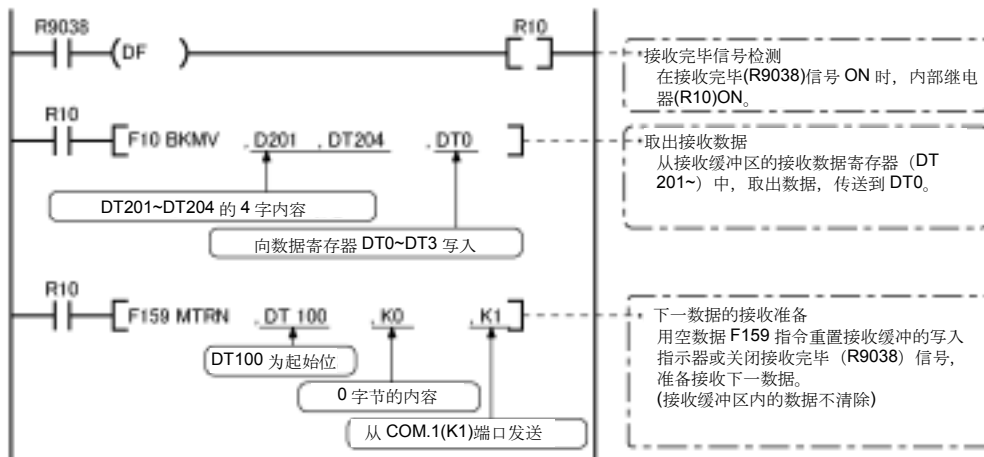 R9038
R10
(DF )
接收完毕信号检测
在接收完毕(R9038)信号 ON 时，内部继电
器(R10)ON。
R10
F10 BKMV , D201 , DT204 , DT0
取出接收数据
从接收缓冲区的接收数据寄存器（DT
201~）中，取出数据，传送到 DT0。
DT201~DT204 的 4 字内容
向数据寄存器 DT0~DT3 写入
R10
F159 MTRN , DT 100 , K0 , K1
下一数据的接收准备
用空数据 F159 指令重置接收缓冲的写入
指示器或关闭接收完毕（R9038）信号，
准备接收下一数据。
(接收缓冲区内的数据不清除)
DT100 为起始位
0 字节的内容
从 COM.1(K1)端口发送